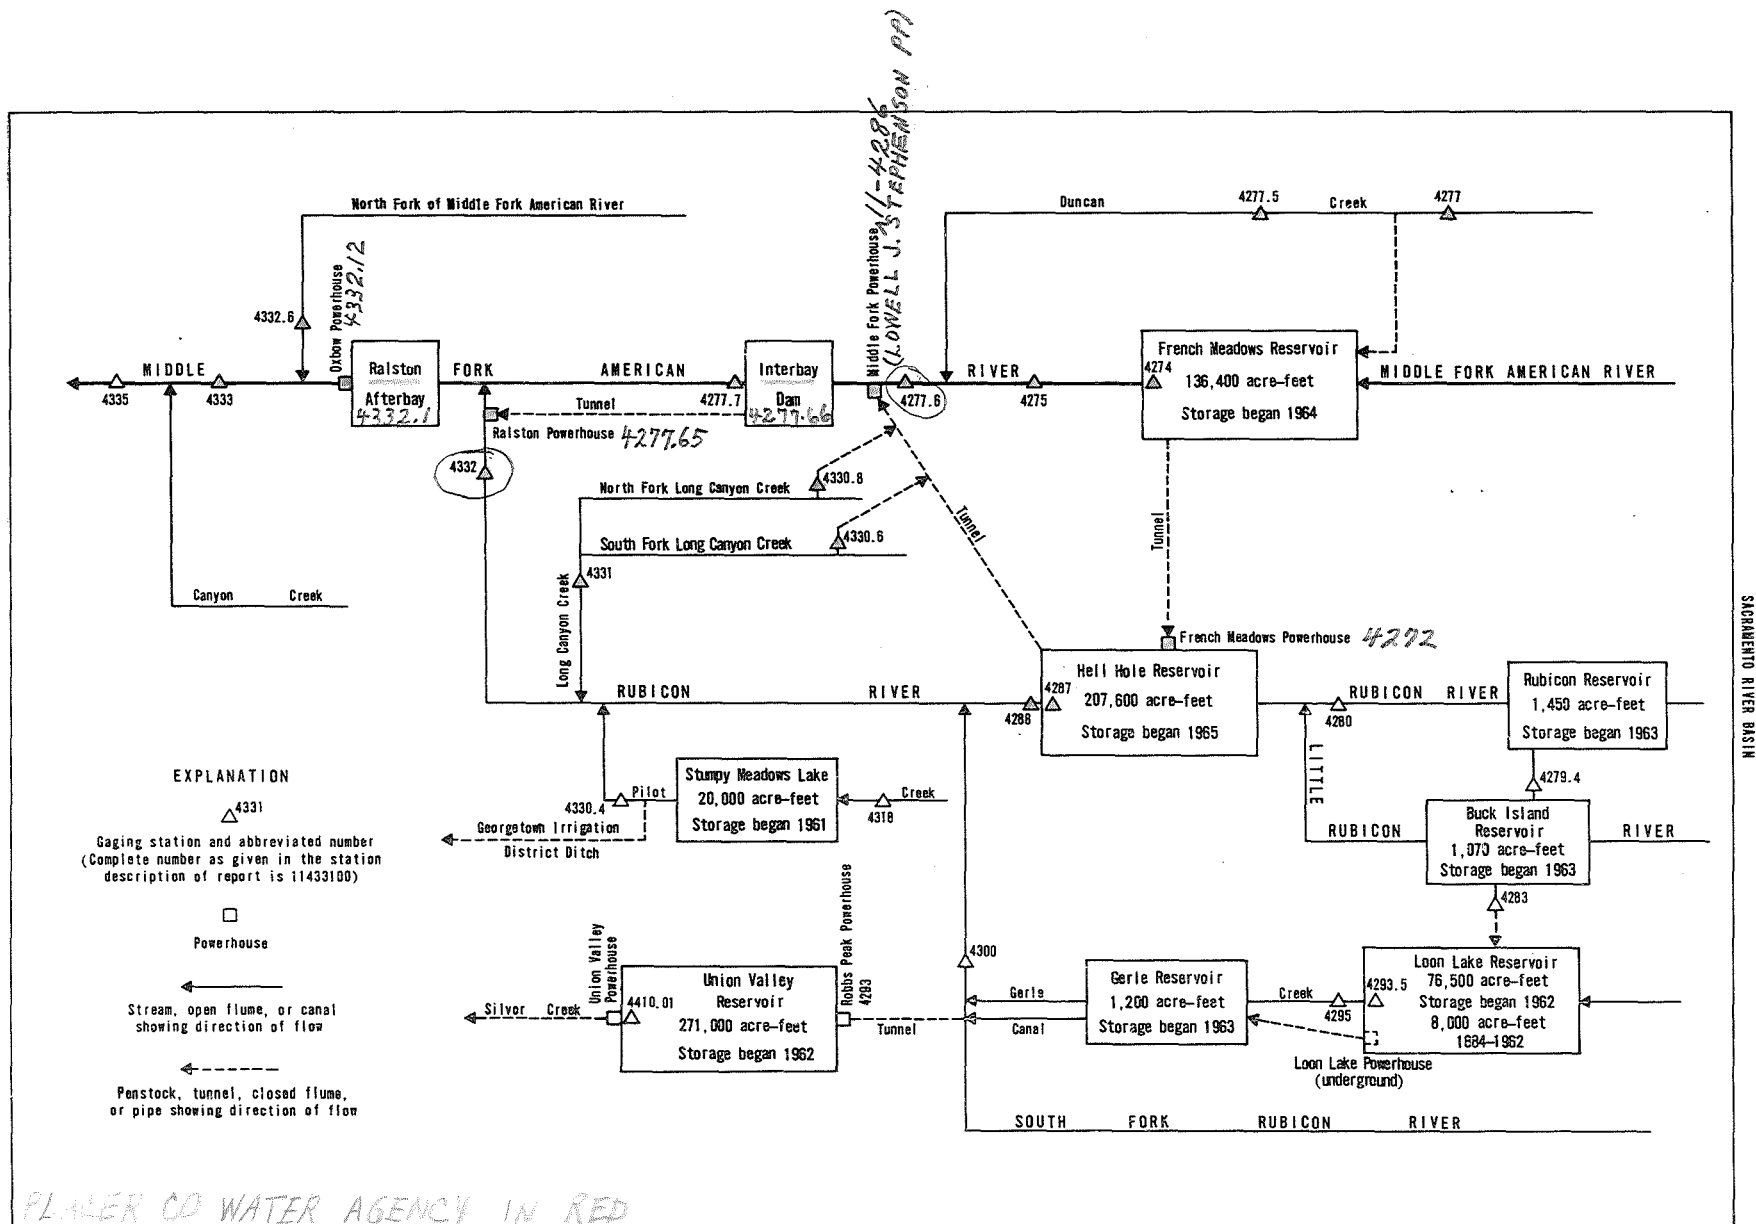 11-4286
(LOWELL J. STEPHENSON PP)
Middle Fork Powerhouse
North Fork of Middle Fork American River
Duncan
4277.5
Creek
4277
Oxbow Powerhouse
4332.12
4332.6
MIDDLE
4335
4333
Ralston
Afterbay
4332.1
FORK
AMERICAN
4277.7
Interbay
Dam
4277.66
4277.6
RIVER
4275
French Meadows Reservoir
4274
136,400 acre-feet
Storage began 1964
MIDDLE FORK AMERICAN RIVER
Tunnel
Ralston Powerhouse 4277.65
4332
4330.8
North Fork Long Canyon Creek
4330.6
South Fork Long Canyon Creek
Tunnel
Tunnel
4331
Long Canyon Creek
Canyon Creek
French Meadows Powerhouse 4272
RUBICON RIVER
4288
Hell Hole Reservoir
4287
207,600 acre-feet
Storage began 1965
RUBICON RIVER
4280
Rubicon Reservoir
1,450 acre-feet
Storage began 1963
SACRAMENTO RIVER BASIN
LITTLE
RUBICON
4279.4
Buck Island
Reservoir
1,070 acre-feet
Storage began 1963
RIVER
4283
Stumpy Meadows Lake
20,000 acre-feet
Storage began 1961
4330.4
Pilot
Creek
4318
Georgetown Irrigation
District Ditch
EXPLANATION
4331
Gaging station and abbreviated number
(Complete number as given in the station
description of report is 11433100)
Powerhouse
Stream, open flume, or canal
showing direction of flow
Penstock, tunnel, closed flume,
or pipe showing direction of flow
Union Valley
Powerhouse
Robbs Peak Powerhouse
4293
Silver Creek
4410.01
Union Valley
Reservoir
271,000 acre-feet
Storage began 1962
Tunnel
4300
Gerle
Canal
Gerle Reservoir
1,200 acre-feet
Storage began 1963
Creek
4295
4293.5
Loon Lake Reservoir
76,500 acre-feet
Storage began 1962
8,000 acre-feet
1884-1962
Loon Lake Powerhouse
(underground)
SOUTH FORK RUBICON RIVER
PLACER CO WATER AGENCY IN RED